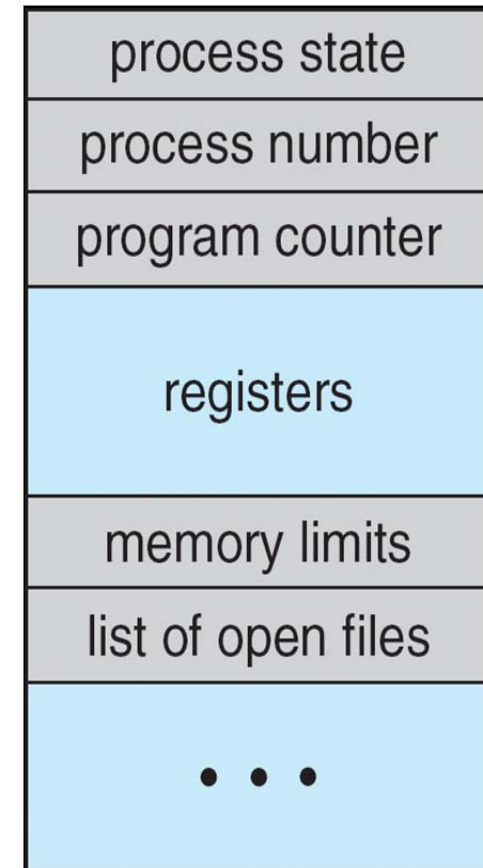 process state
process number
program counter
registers
memory limits
list of open files
• • •